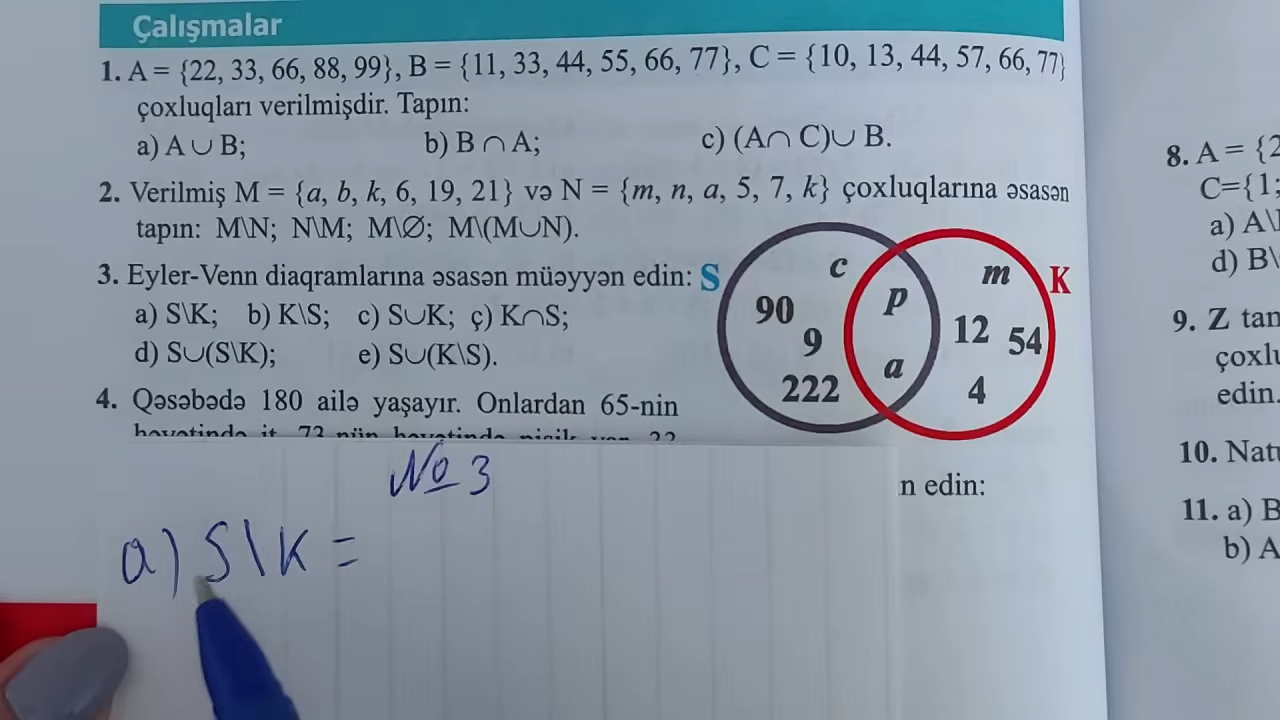 Çalışmalar
1. A = {22, 33, 66, 88, 99}, B = {11, 33, 44, 55, 66, 77}, C = {10, 13, 44, 57, 66, 77}
çoxluqları verilmişdir. Tapın:
a) A ∪ B; b) B ∩ A; c) (A∩ C)∪ B.
2. Verilmiş M = {a, b, k, 6, 19, 21} və N = {m, n, a, 5, 7, k} çoxluqlarına əsasən
tapın: M\N; N\M; M\Ø; M\(M∪N).
3. Eyler-Venn diaqramlarına əsasən müəyyən edin:
a) S\K; b) K\S; c) S∪K; ç) K∩S;
d) S∪(S\K); e) S∪(K\S).
S c p m K
90 9 12 54
222 a 4
4. Qəsəbədə 180 ailə yaşayır. Onlardan 65-nin
n edin:
№ 3
a) S\K =
8. A = {2
C={1;
a) A\
d) B\
9. Z tan
çoxlu
edin.
10. Natu
11. a) B
b) A